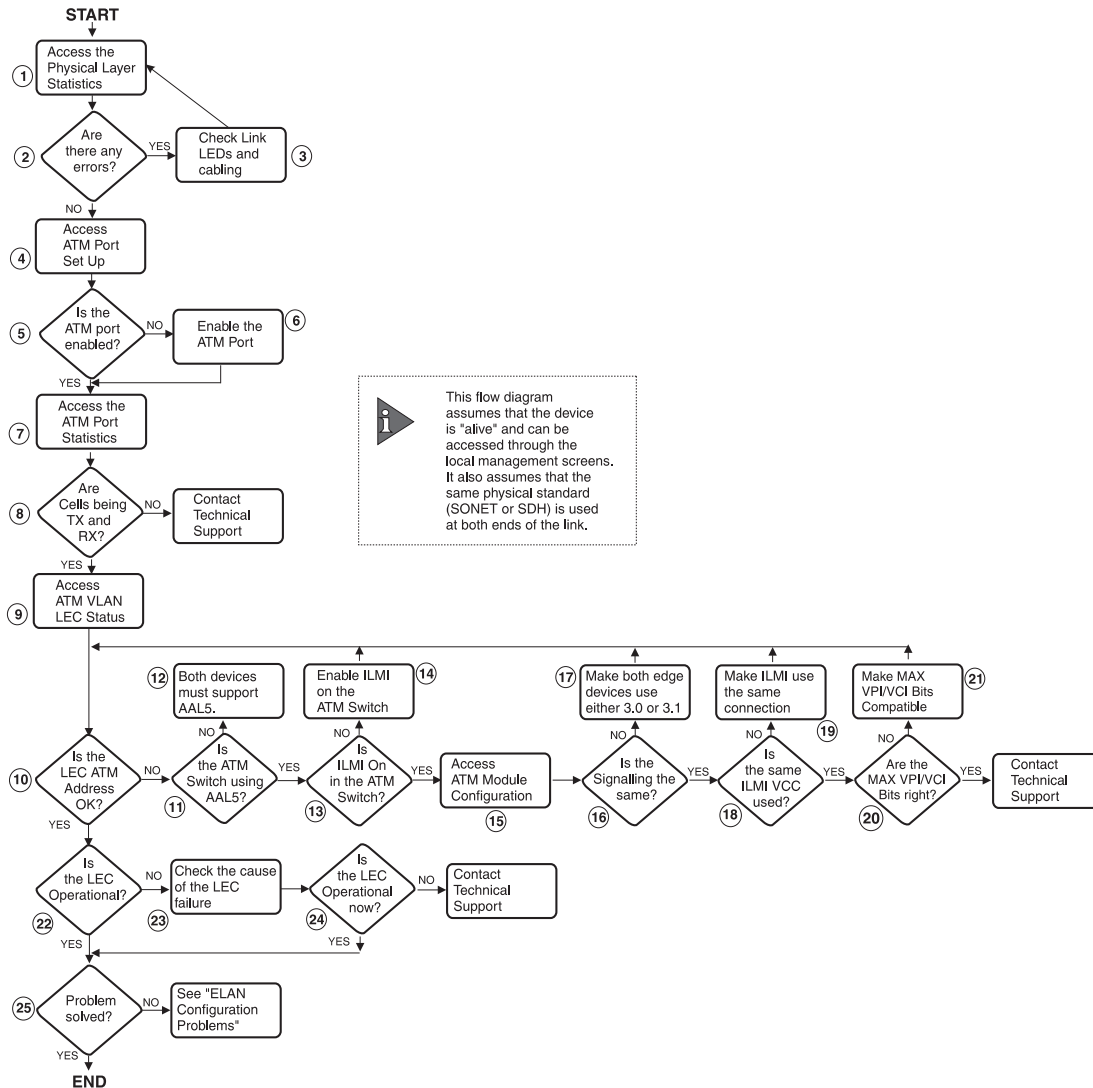 START
Access the
Physical Layer
Statistics
1
Are
there any
errors?
2
YES
Check Link
LEDs and
cabling
3
NO
Access
ATM Port
Set Up
4
Is the
ATM port
enabled?
5
NO
Enable the
ATM Port
6
YES
Access the
ATM Port
Statistics
7
This flow diagram
assumes that the device
is "alive" and can be
accessed through the
local management screens.
It also assumes that the
same physical standard
(SONET or SDH) is used
at both ends of the link.
Are
Cells being
TX and
RX?
8
NO
Contact
Technical
Support
YES
Access
ATM VLAN
LEC Status
9
12
Both devices
must support
AAL5.
Enable ILMI
on the
ATM Switch
14
17
Make both edge
devices use
either 3.0 or 3.1
Make ILMI use
the same
connection
19
Make MAX
VPI/VCI Bits
Compatible
21
NO
NO
NO
NO
NO
10
Is the
LEC ATM
Address
OK?
NO
Is
the ATM
Switch using
AAL5?
11
YES
Is
ILMI On
in the ATM
Switch?
13
YES
Access
ATM Module
Configuration
15
Is the
Signalling the
same?
16
YES
Is
the same
ILMI VCC
used?
18
YES
Are the
MAX VPI/VCI
Bits right?
20
YES
Contact
Technical
Support
YES
Is
the LEC
Operational?
22
NO
Check the cause
of the LEC
failure
23
Is
the LEC
Operational
now?
24
NO
Contact
Technical
Support
YES
YES
Problem
solved?
25
NO
See "ELAN
Configuration
Problems"
YES
END